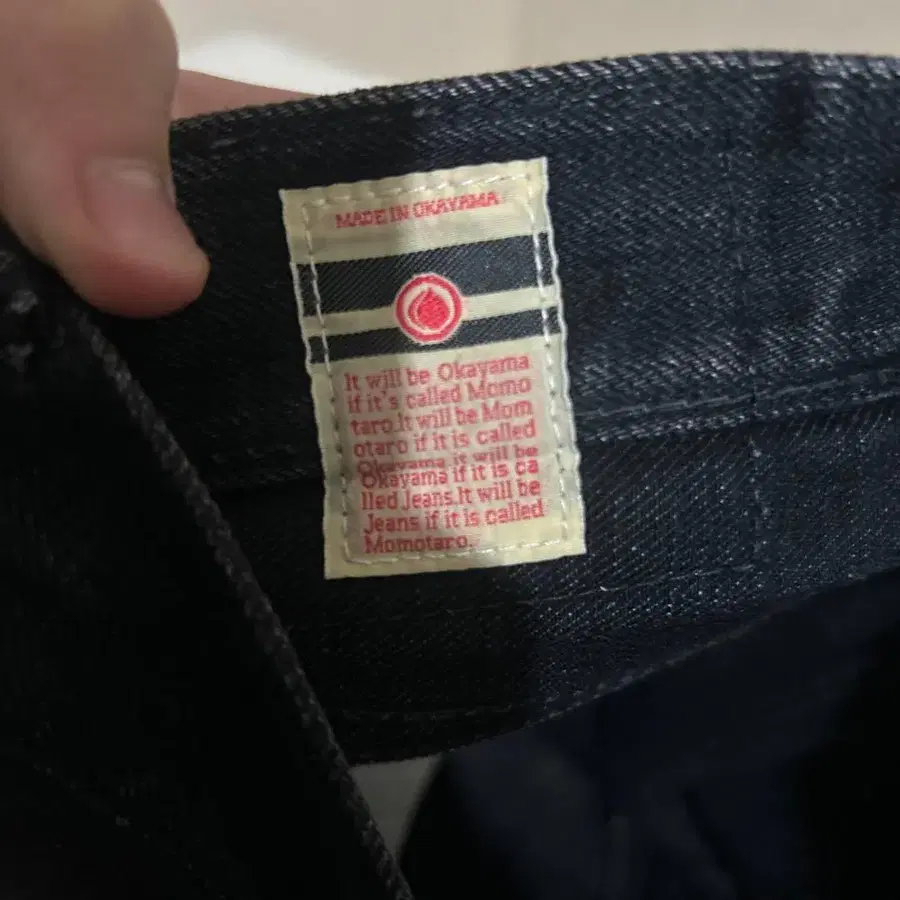 MADE IN OKAYAMA
It will be Okayama
if it's called Momo
taro.It will be Mom
otaro if it is called
Okayama it will be
Okayama if it is ca
lled Jeans.It will be
Jeans if it is called
Momotaro.